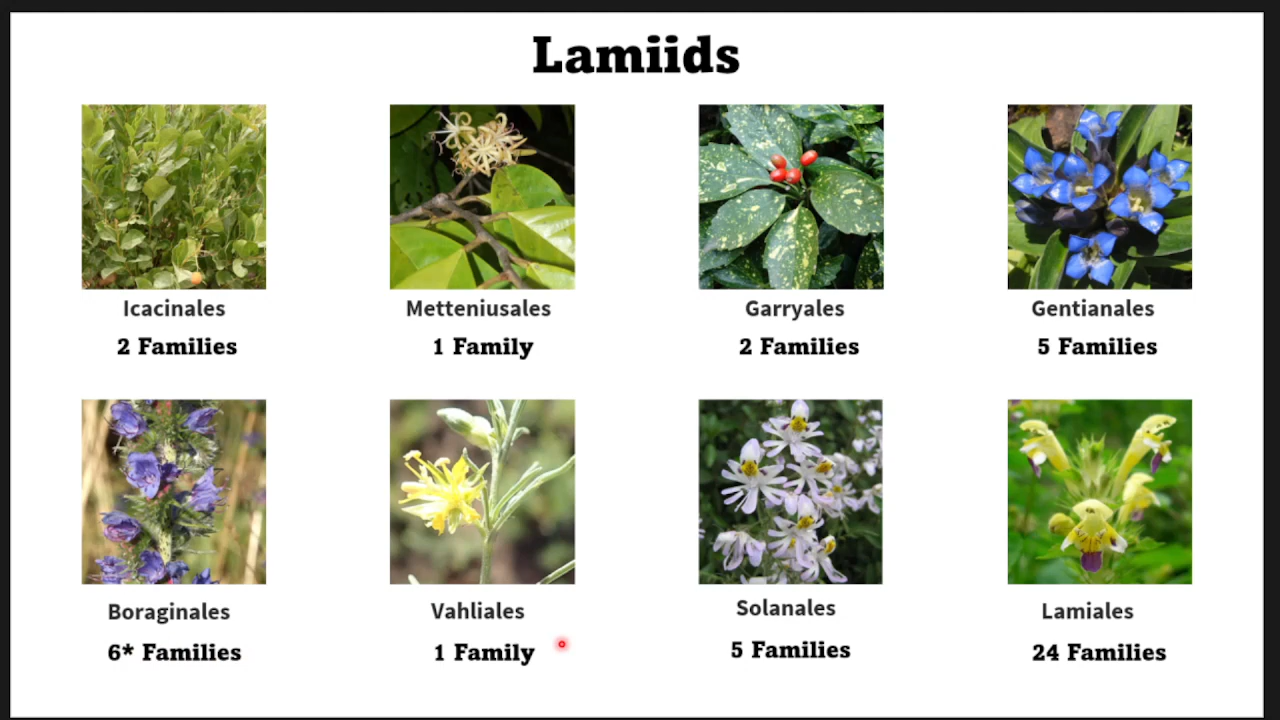 Lamiids
Icacinales
Metteniusales
Garryales
Gentianales
2 Families
1 Family
2 Families
5 Families
Boraginales
Vahliales
Solanales
Lamiales
6* Families
1 Family
5 Families
24 Families